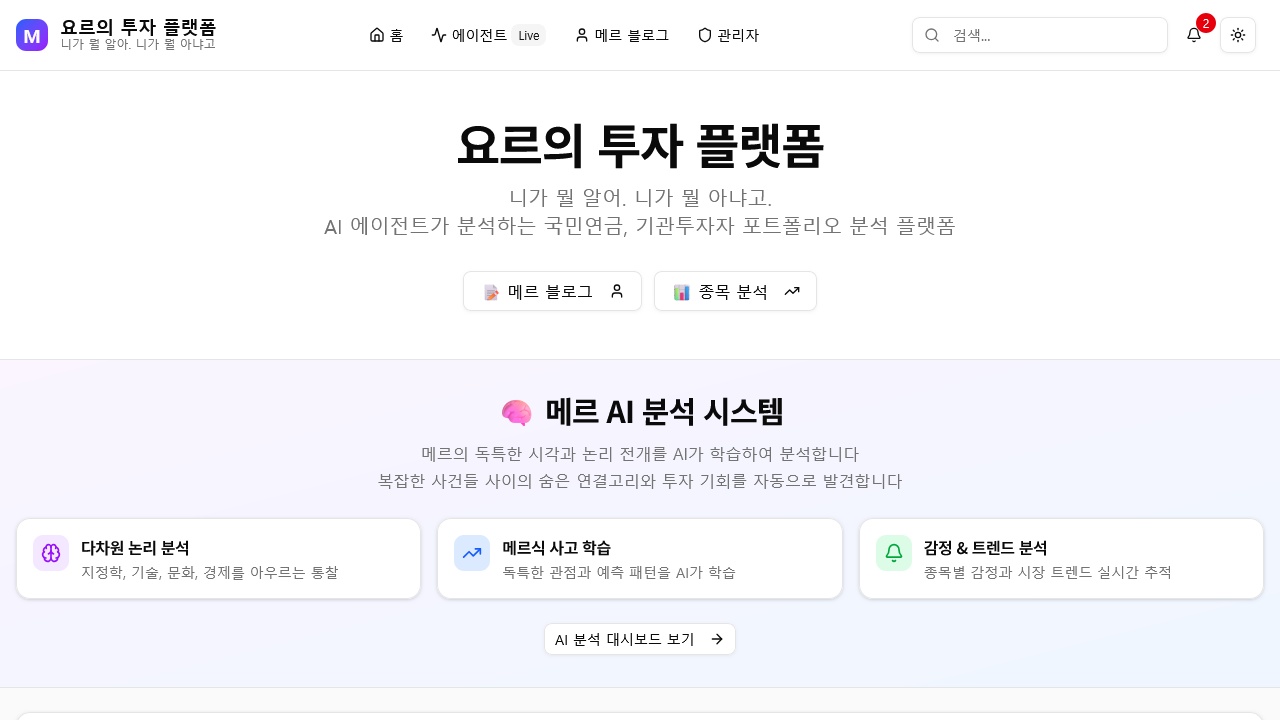 M
요르의 투자 플랫폼
니가 뭘 알아. 니가 뭘 아냐고
홈
에이전트 Live
메르 블로그
관리자
검색...
2
요르의 투자 플랫폼
니가 뭘 알어. 니가 뭘 아냐고.
AI 에이전트가 분석하는 국민연금, 기관투자자 포트폴리오 분석 플랫폼
메르 블로그
종목 분석
메르 AI 분석 시스템
메르의 독특한 시각과 논리 전개를 AI가 학습하여 분석합니다
복잡한 사건들 사이의 숨은 연결고리와 투자 기회를 자동으로 발견합니다
다차원 논리 분석
지정학, 기술, 문화, 경제를 아우르는 통찰
메르식 사고 학습
독특한 관점과 예측 패턴을 AI가 학습
감정 & 트렌드 분석
종목별 감정과 시장 트렌드 실시간 추적
AI 분석 대시보드 보기